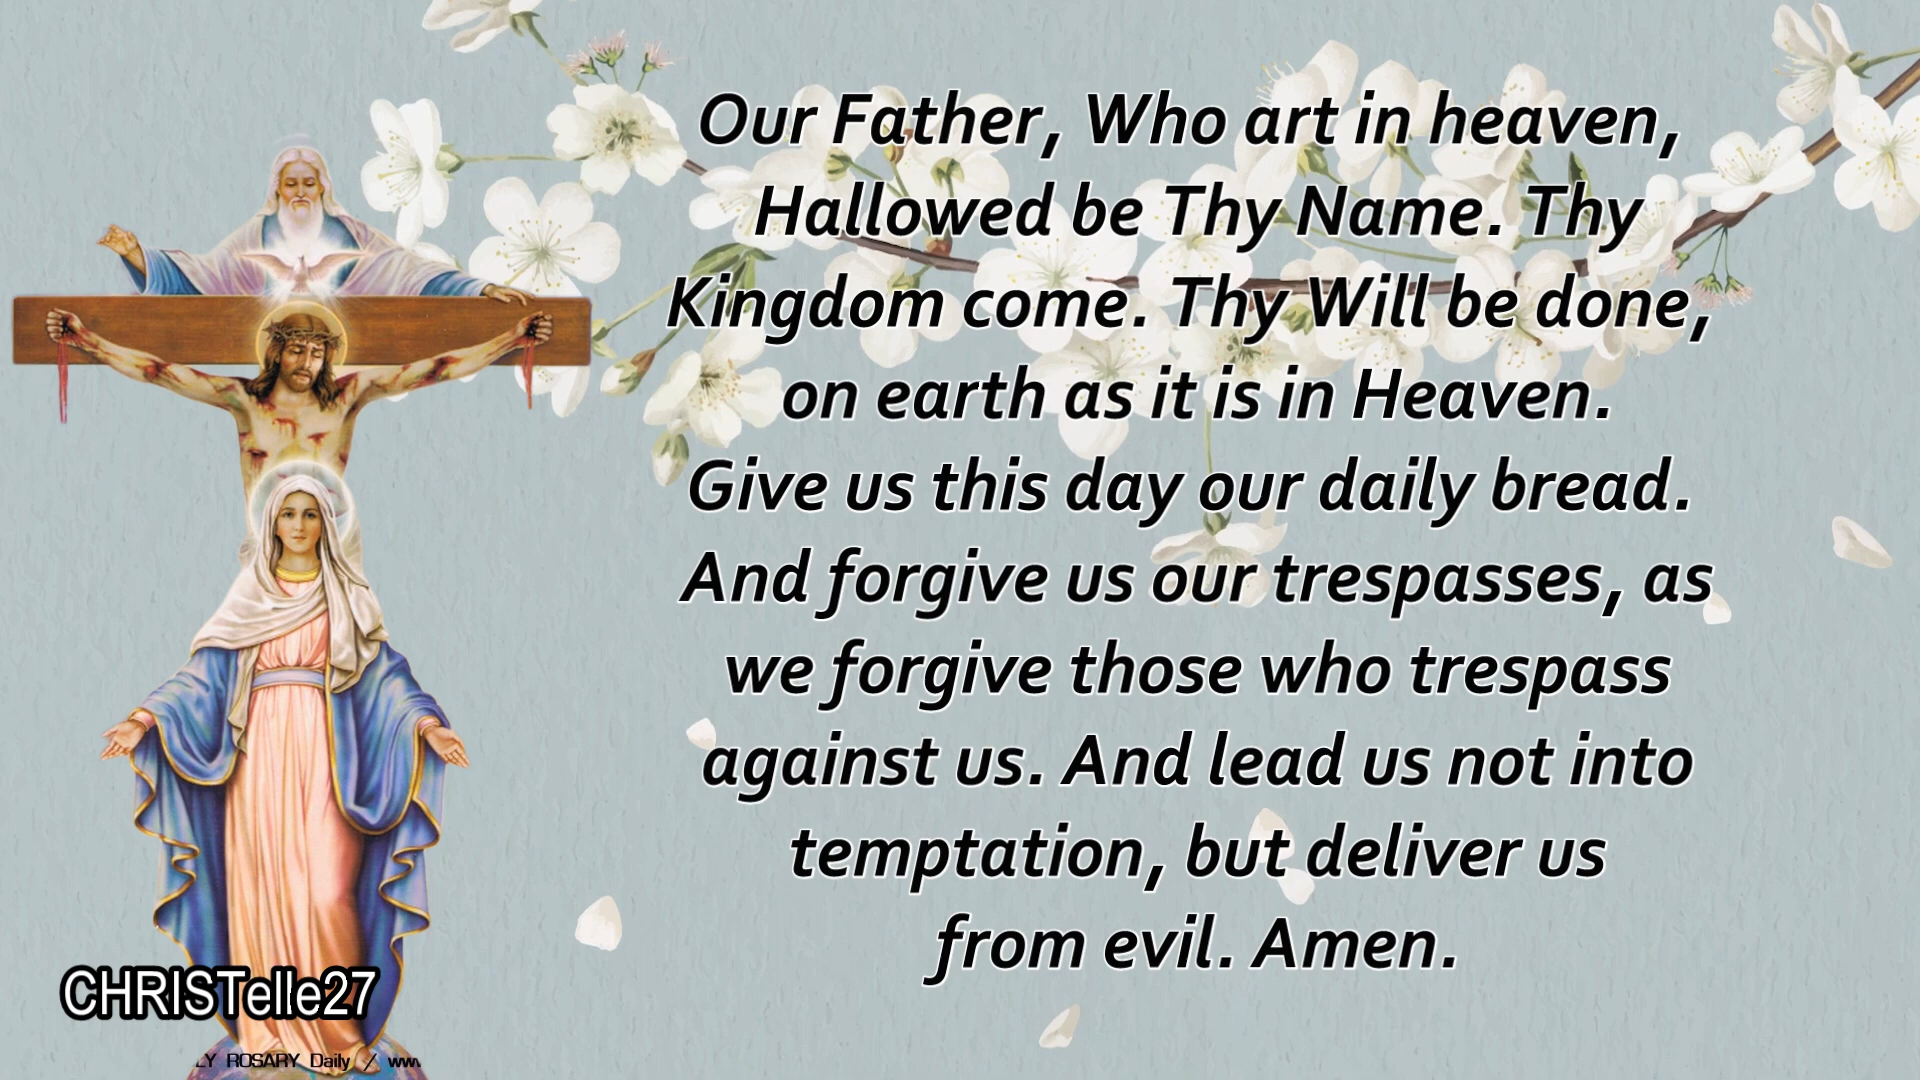 Our Father, Who art in heaven,
Hallowed be Thy Name. Thy
Kingdom come. Thy Will be done,
on earth as it is in Heaven.
Give us this day our daily bread.
And forgive us our trespasses, as
we forgive those who trespass
against us. And lead us not into
temptation, but deliver us
from evil. Amen.
CHRISTelle27
LY ROSARY Daily / www